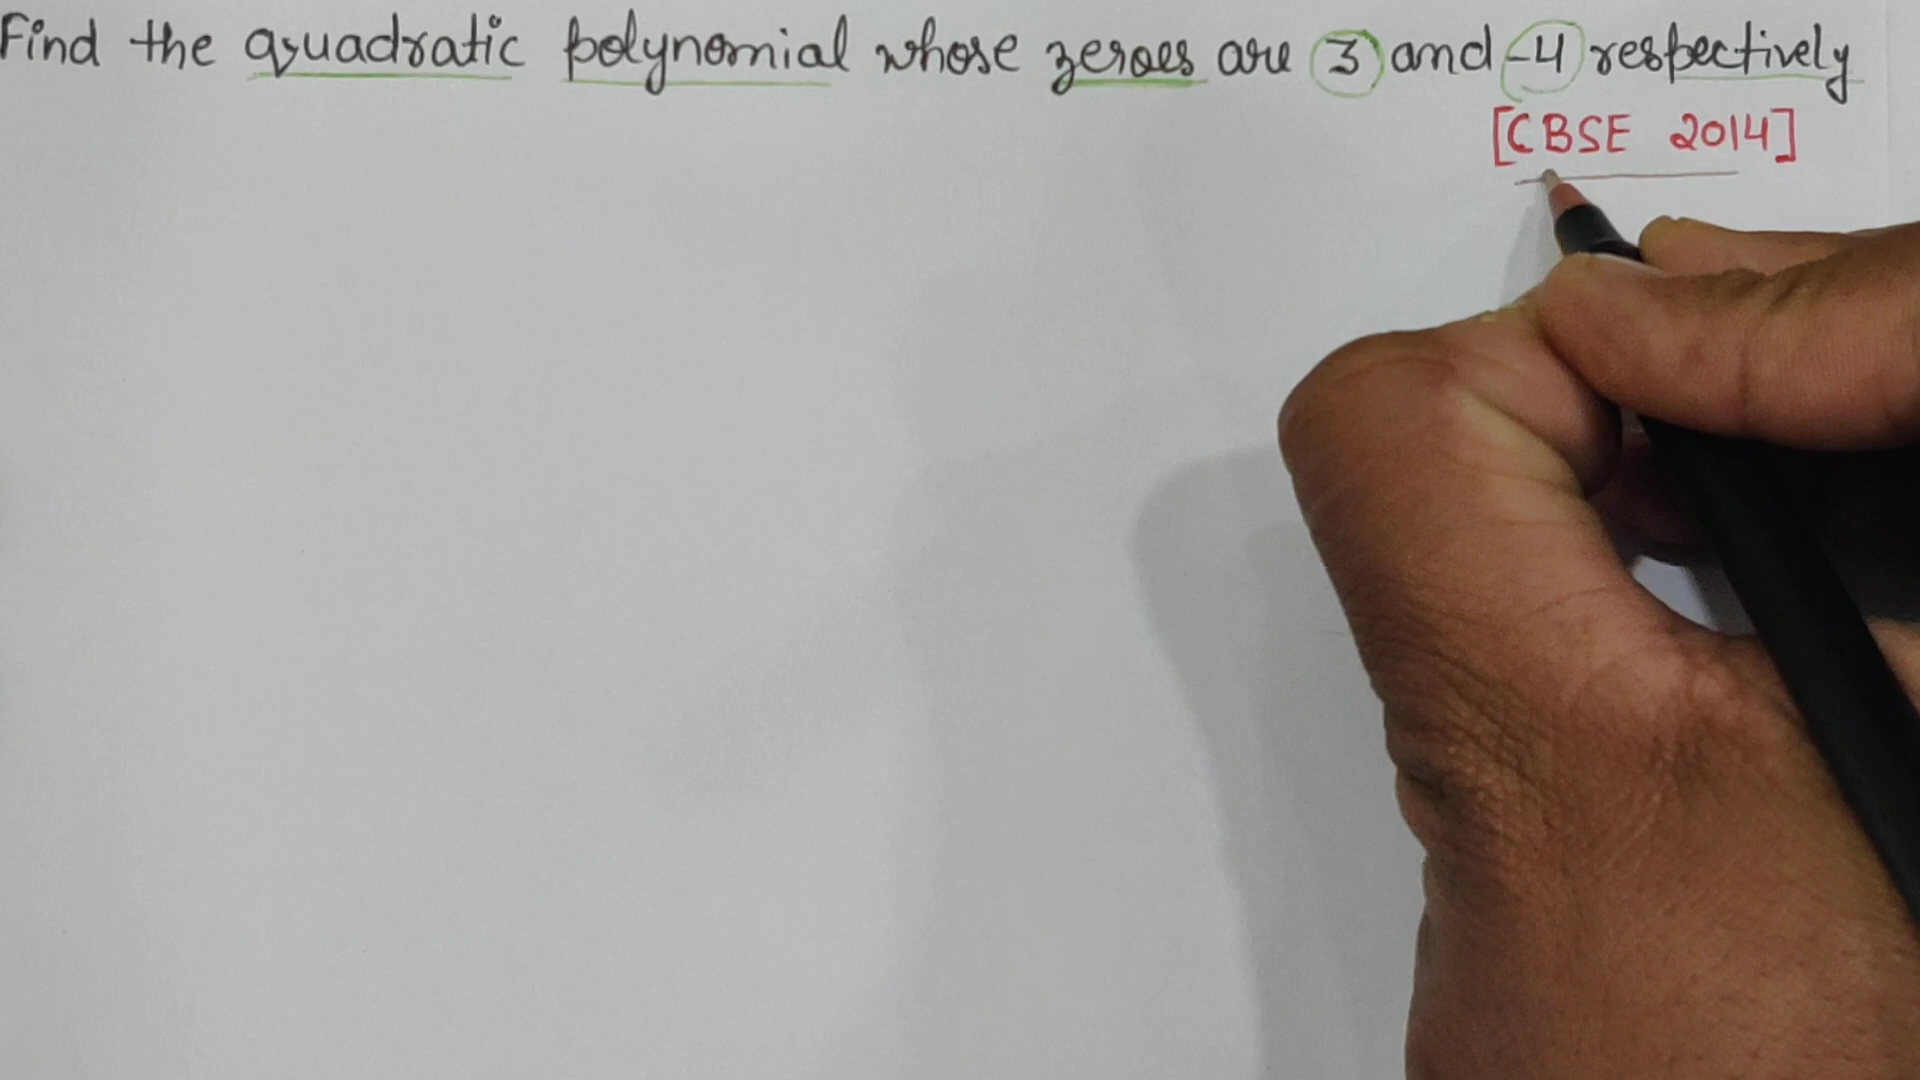 Find the quadratic polynomial whose zeroes are 3 and -4 respectively
[CBSE 2014]